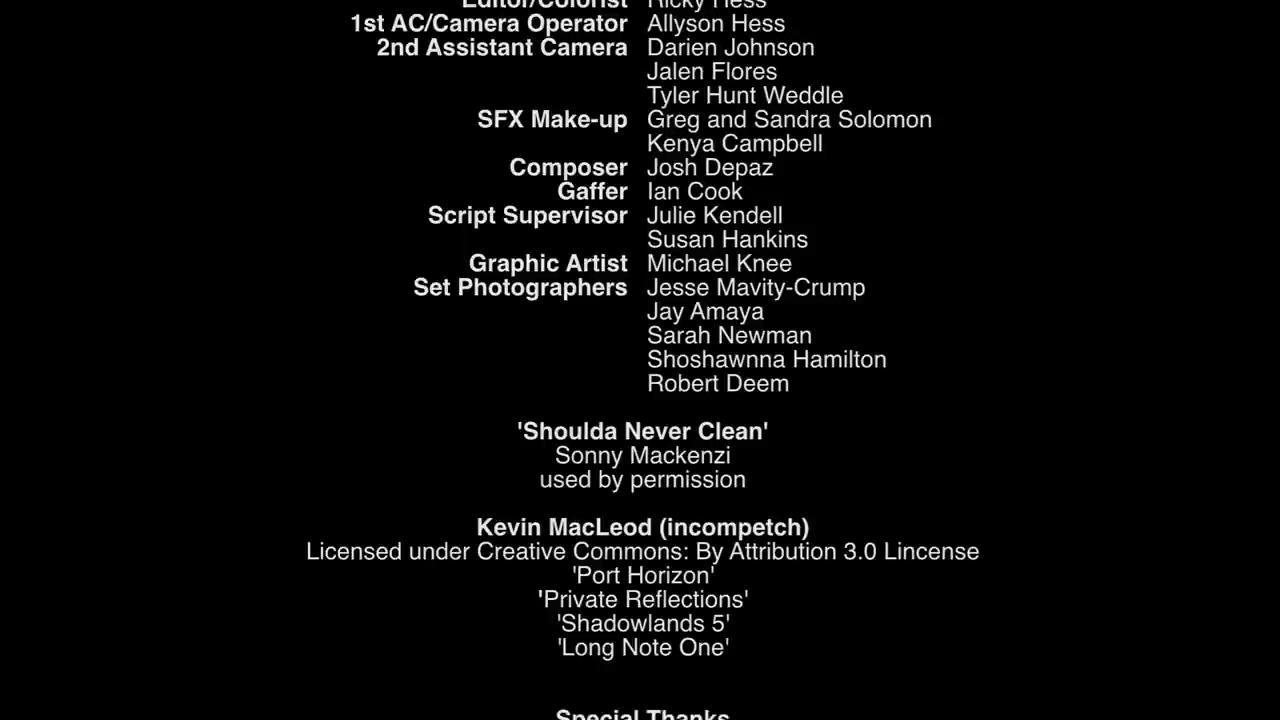 Editor/Colorist Ricky Hess
1st AC/Camera Operator Allyson Hess
2nd Assistant Camera Darien Johnson
Jalen Flores
Tyler Hunt Weddle
SFX Make-up Greg and Sandra Solomon
Kenya Campbell
Composer Josh Depaz
Gaffer Ian Cook
Script Supervisor Julie Kendell
Susan Hankins
Graphic Artist Michael Knee
Set Photographers Jesse Mavity-Crump
Jay Amaya
Sarah Newman
Shoshawnna Hamilton
Robert Deem
'Shoulda Never Clean'
Sonny Mackenzi
used by permission
Kevin MacLeod (incompetch)
Licensed under Creative Commons: By Attribution 3.0 Lincense
'Port Horizon'
'Private Reflections'
'Shadowlands 5'
'Long Note One'
Special Thanks